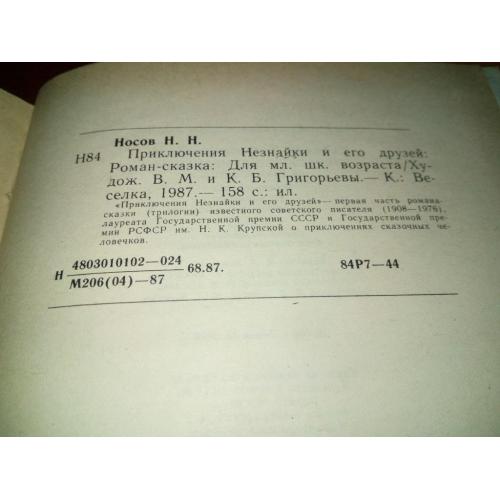 Носов Н. Н.
Н84 Приключения Незнайки и его друзей:
Роман-сказка: Для мл. шк. возраста/Ху-
дож. В. М. и К. Б. Григорьевы.— К.: Ве-
селка, 1987.— 158 с.: ил.
«Приключения Незнайки и его друзей»— первая часть романа-
сказки (трилогии) известного советского писателя (1908—1976),
лауреата Государственной премии СССР и Государственной пре-
мии РСФСР им. Н. К. Крупской о приключениях сказочных че-
ловечков.
Н 4803010102—024 68.87. 84Р7—44
М206(04)—87